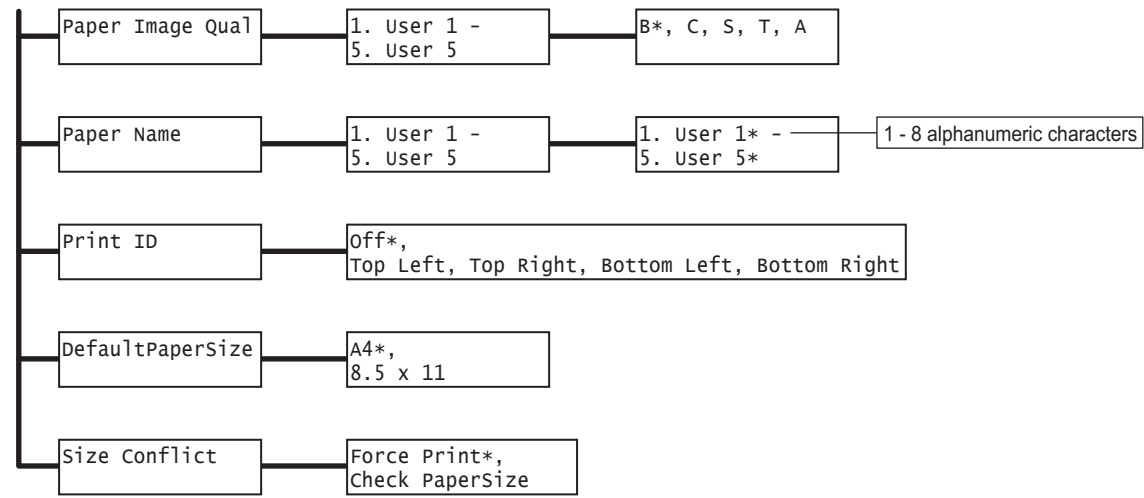 Paper Image Qual
1. User 1 –
5. User 5
B*, C, S, T, A
Paper Name
1. User 1 –
5. User 5
1. User 1* –
5. User 5*
1 - 8 alphanumeric characters
Print ID
Off*,
Top Left, Top Right, Bottom Left, Bottom Right
DefaultPaperSize
A4*,
8.5 x 11
Size Conflict
Force Print*,
Check PaperSize